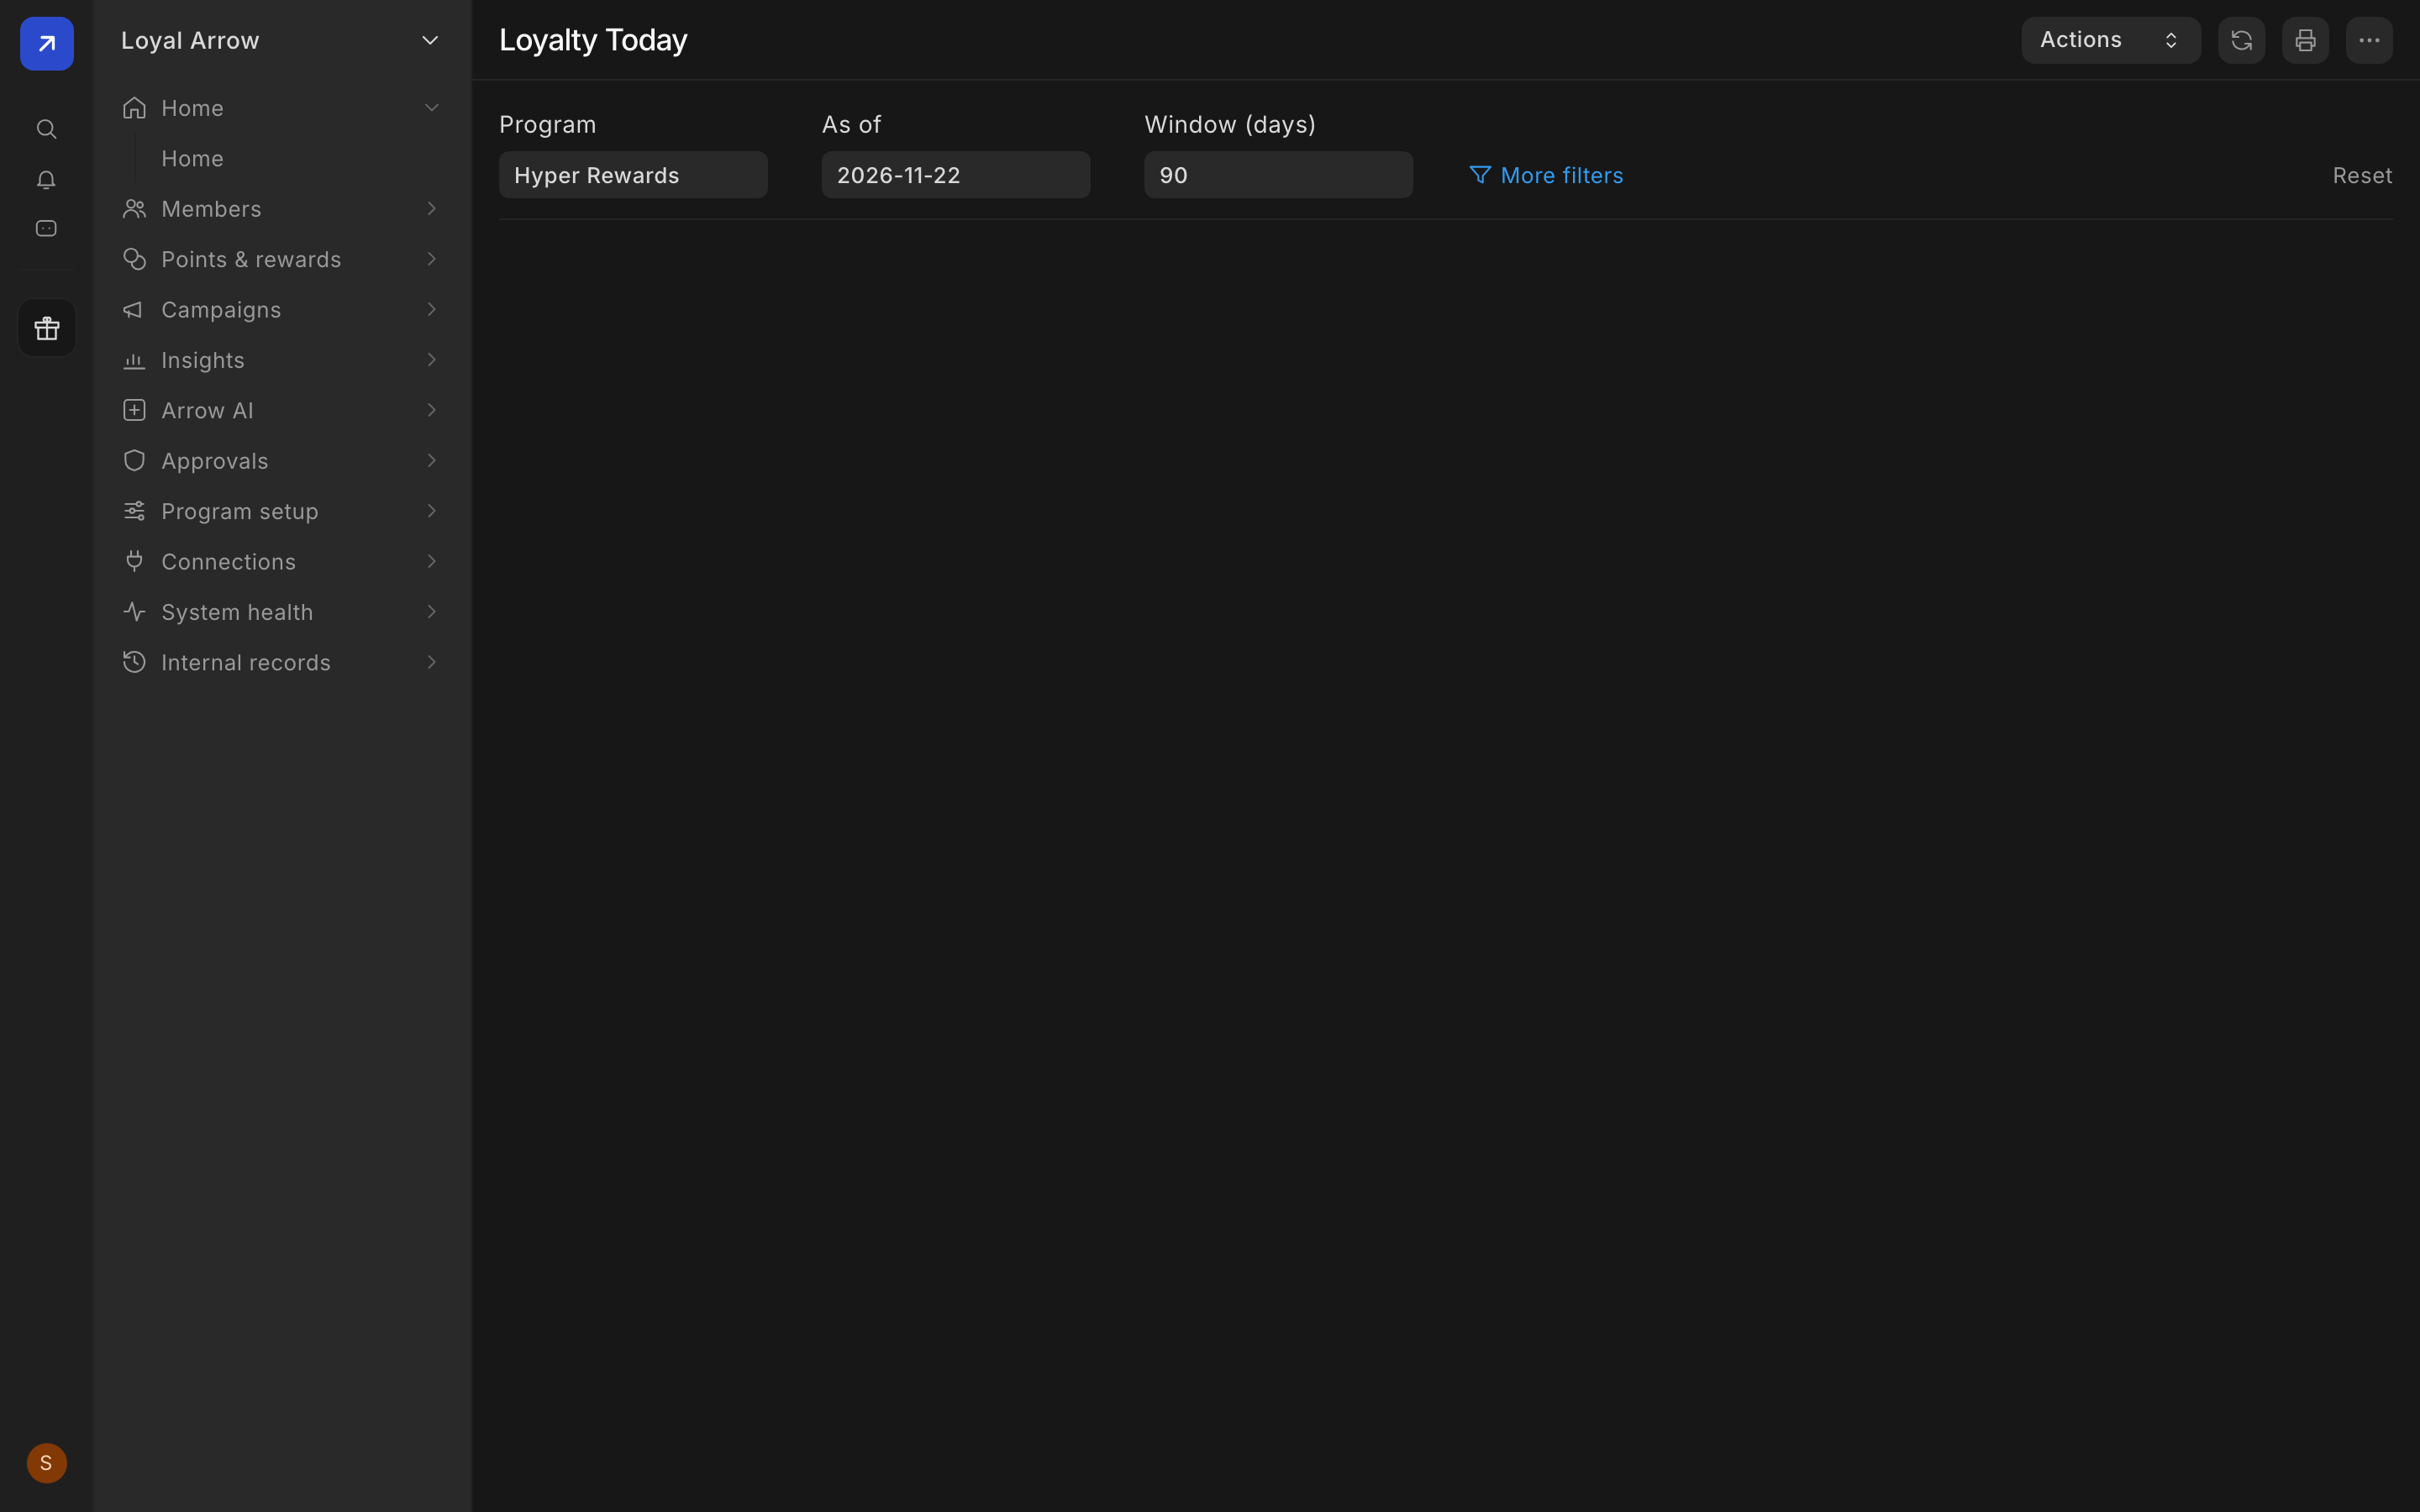 Loyal Arrow
Home
Home
Members
Points & rewards
Campaigns
Insights
Arrow AI
Approvals
Program setup
Connections
System health
Internal records
S
Loyalty Today
Actions
Program
As of
Window (days)
Hyper Rewards
2026-11-22
90
More filters
Reset